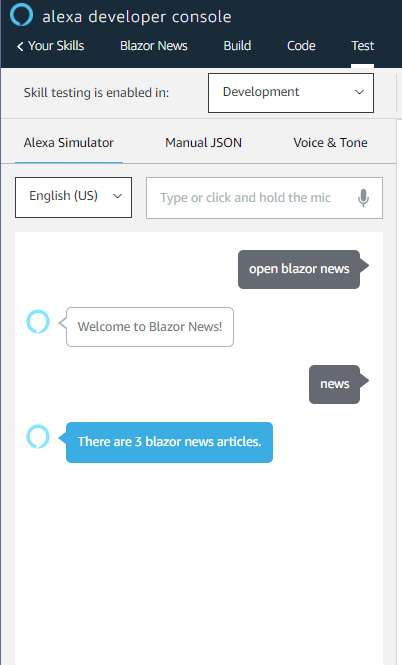 alexa developer console
Your Skills Blazor News Build Code Test
Skill testing is enabled in: Development
Alexa Simulator Manual JSON Voice & Tone
English (US) Type or click and hold the mic
open blazor news
Welcome to Blazor News!
news
There are 3 blazor news articles.